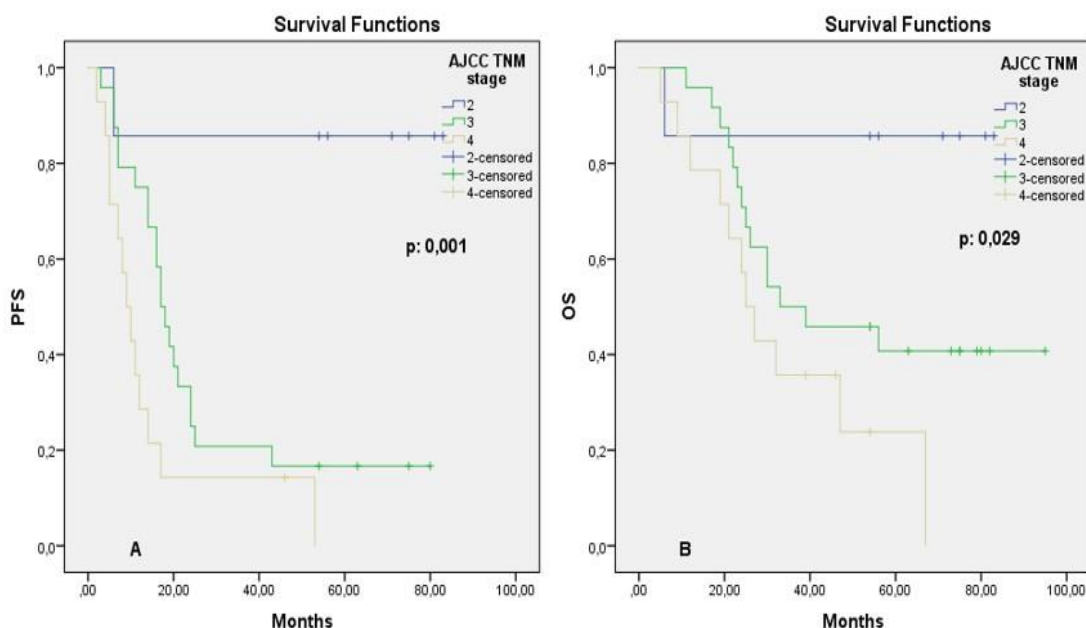 Survival Functions
AJCC TNM
stage
2
3
4
2-censored
3-censored
4-censored
p: 0,001
PFS
1,0
0,8
0,6
0,4
0,2
0,0
A
,00
20,00
40,00
60,00
80,00
100,00
Months
Survival Functions
AJCC TNM
stage
2
3
4
2-censored
3-censored
4-censored
p: 0,029
OS
1,0
0,8
0,6
0,4
0,2
0,0
B
,00
20,00
40,00
60,00
80,00
100,00
Months